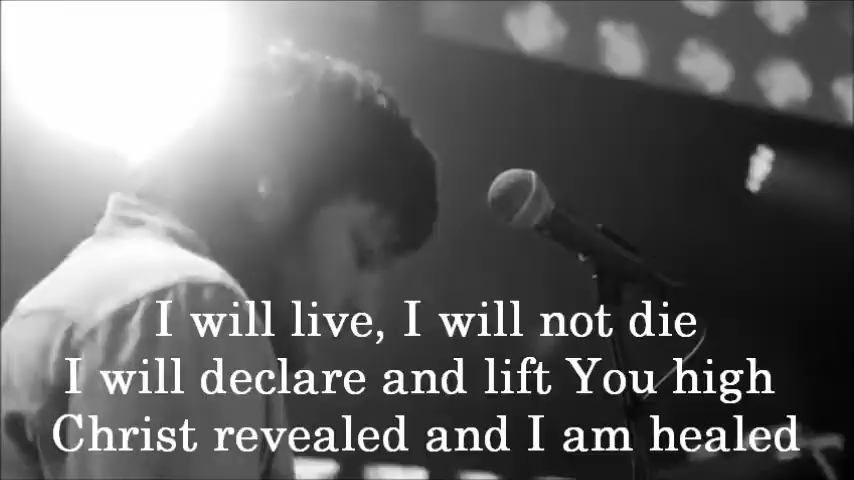 I will live, I will not die
I will declare and lift You high
Christ revealed and I am healed